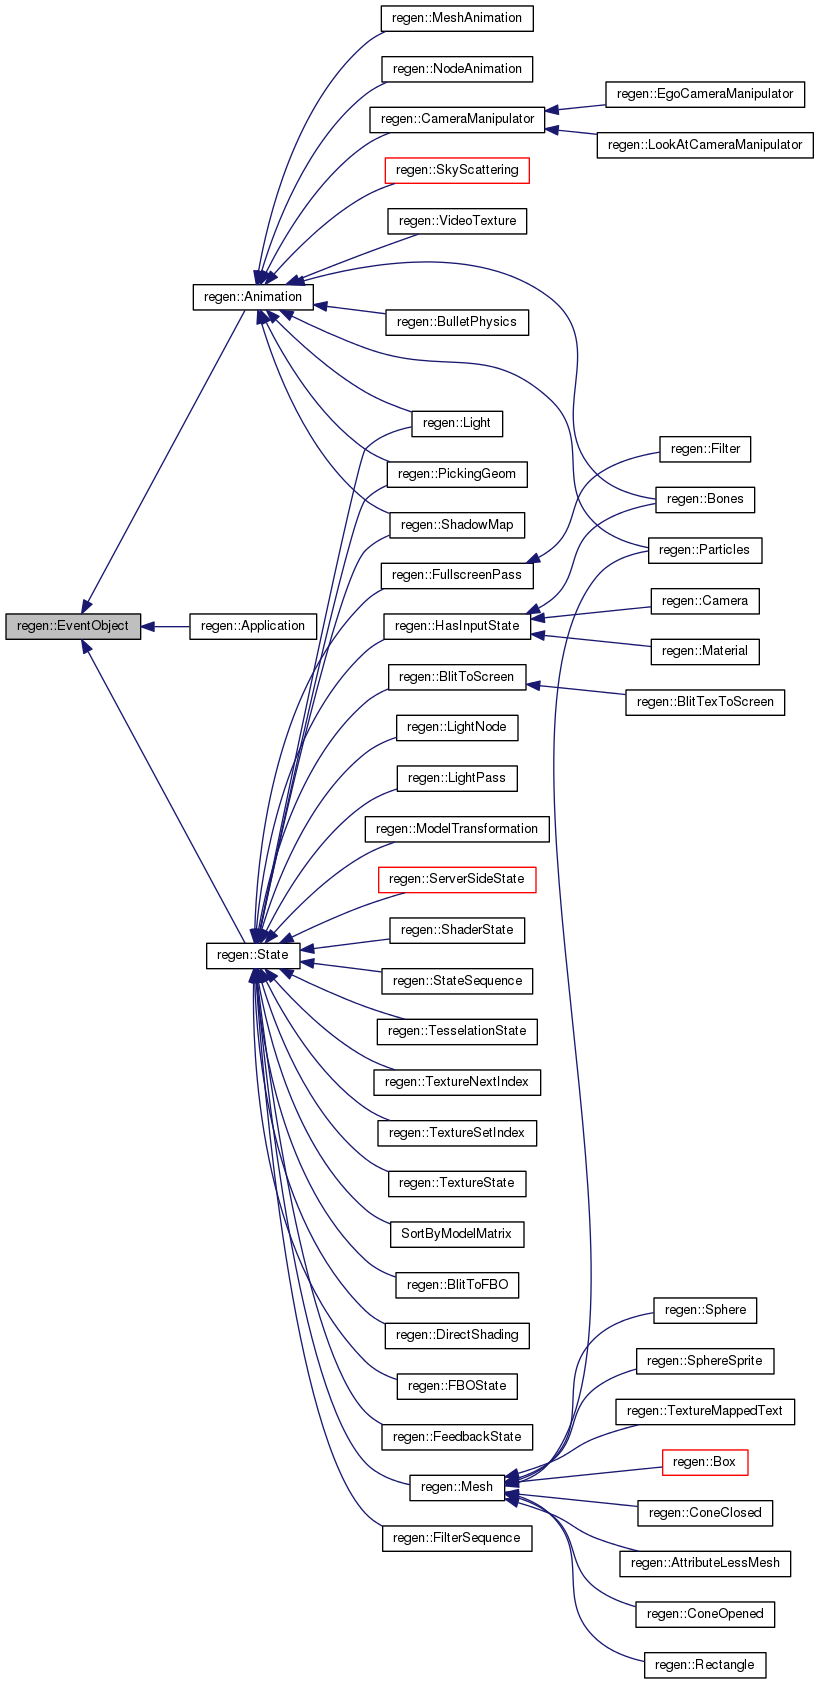 regen::MeshAnimation
regen::NodeAnimation
regen::EgoCameraManipulator
regen::CameraManipulator
regen::LookAtCameraManipulator
regen::SkyScattering
regen::VideoTexture
regen::Animation
regen::BulletPhysics
regen::Light
regen::Filter
regen::PickingGeom
regen::Bones
regen::ShadowMap
regen::Particles
regen::FullscreenPass
regen::Camera
regen::EventObject
regen::Application
regen::HasInputState
regen::Material
regen::BlitToScreen
regen::BlitTexToScreen
regen::LightNode
regen::LightPass
regen::ModelTransformation
regen::ServerSideState
regen::ShaderState
regen::State
regen::StateSequence
regen::TesselationState
regen::TextureNextIndex
regen::TextureSetIndex
regen::TextureState
SortByModelMatrix
regen::BlitToFBO
regen::Sphere
regen::DirectShading
regen::SphereSprite
regen::FBOState
regen::TextureMappedText
regen::FeedbackState
regen::Box
regen::Mesh
regen::ConeClosed
regen::FilterSequence
regen::AttributeLessMesh
regen::ConeOpened
regen::Rectangle